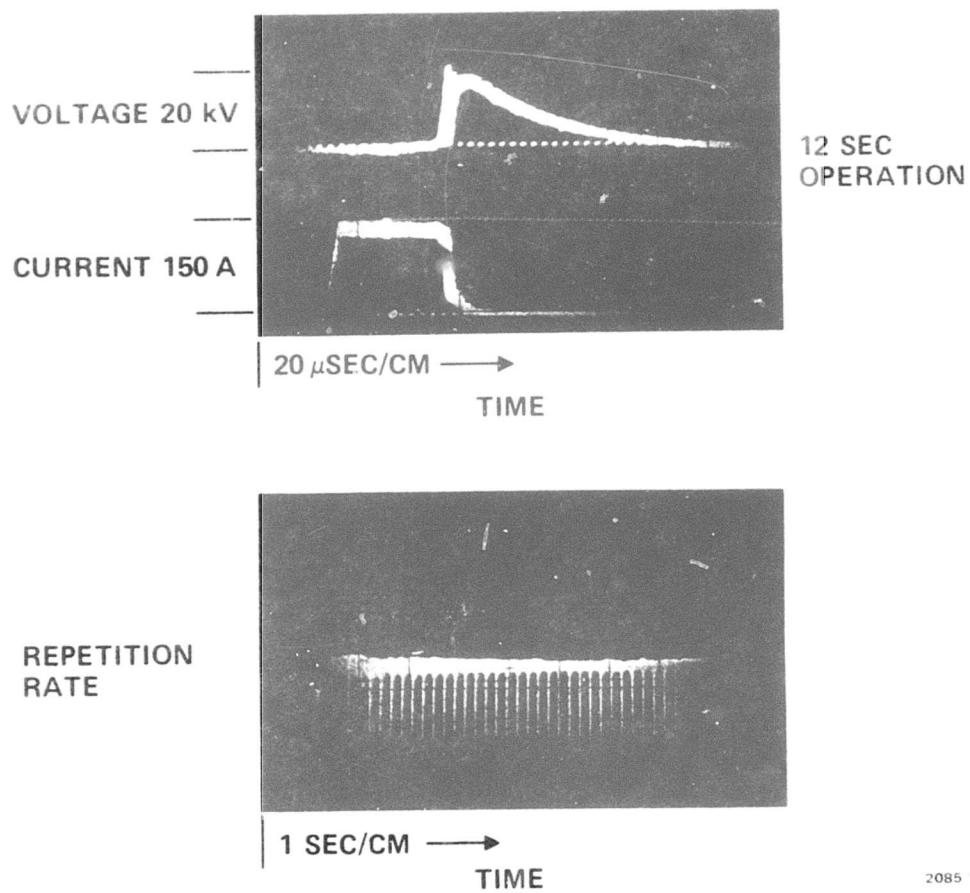 VOLTAGE 20 kV
12 SEC
OPERATION
CURRENT 150 A
20 μSEC/CM
TIME
REPETITION
RATE
1 SEC/CM
TIME
2085